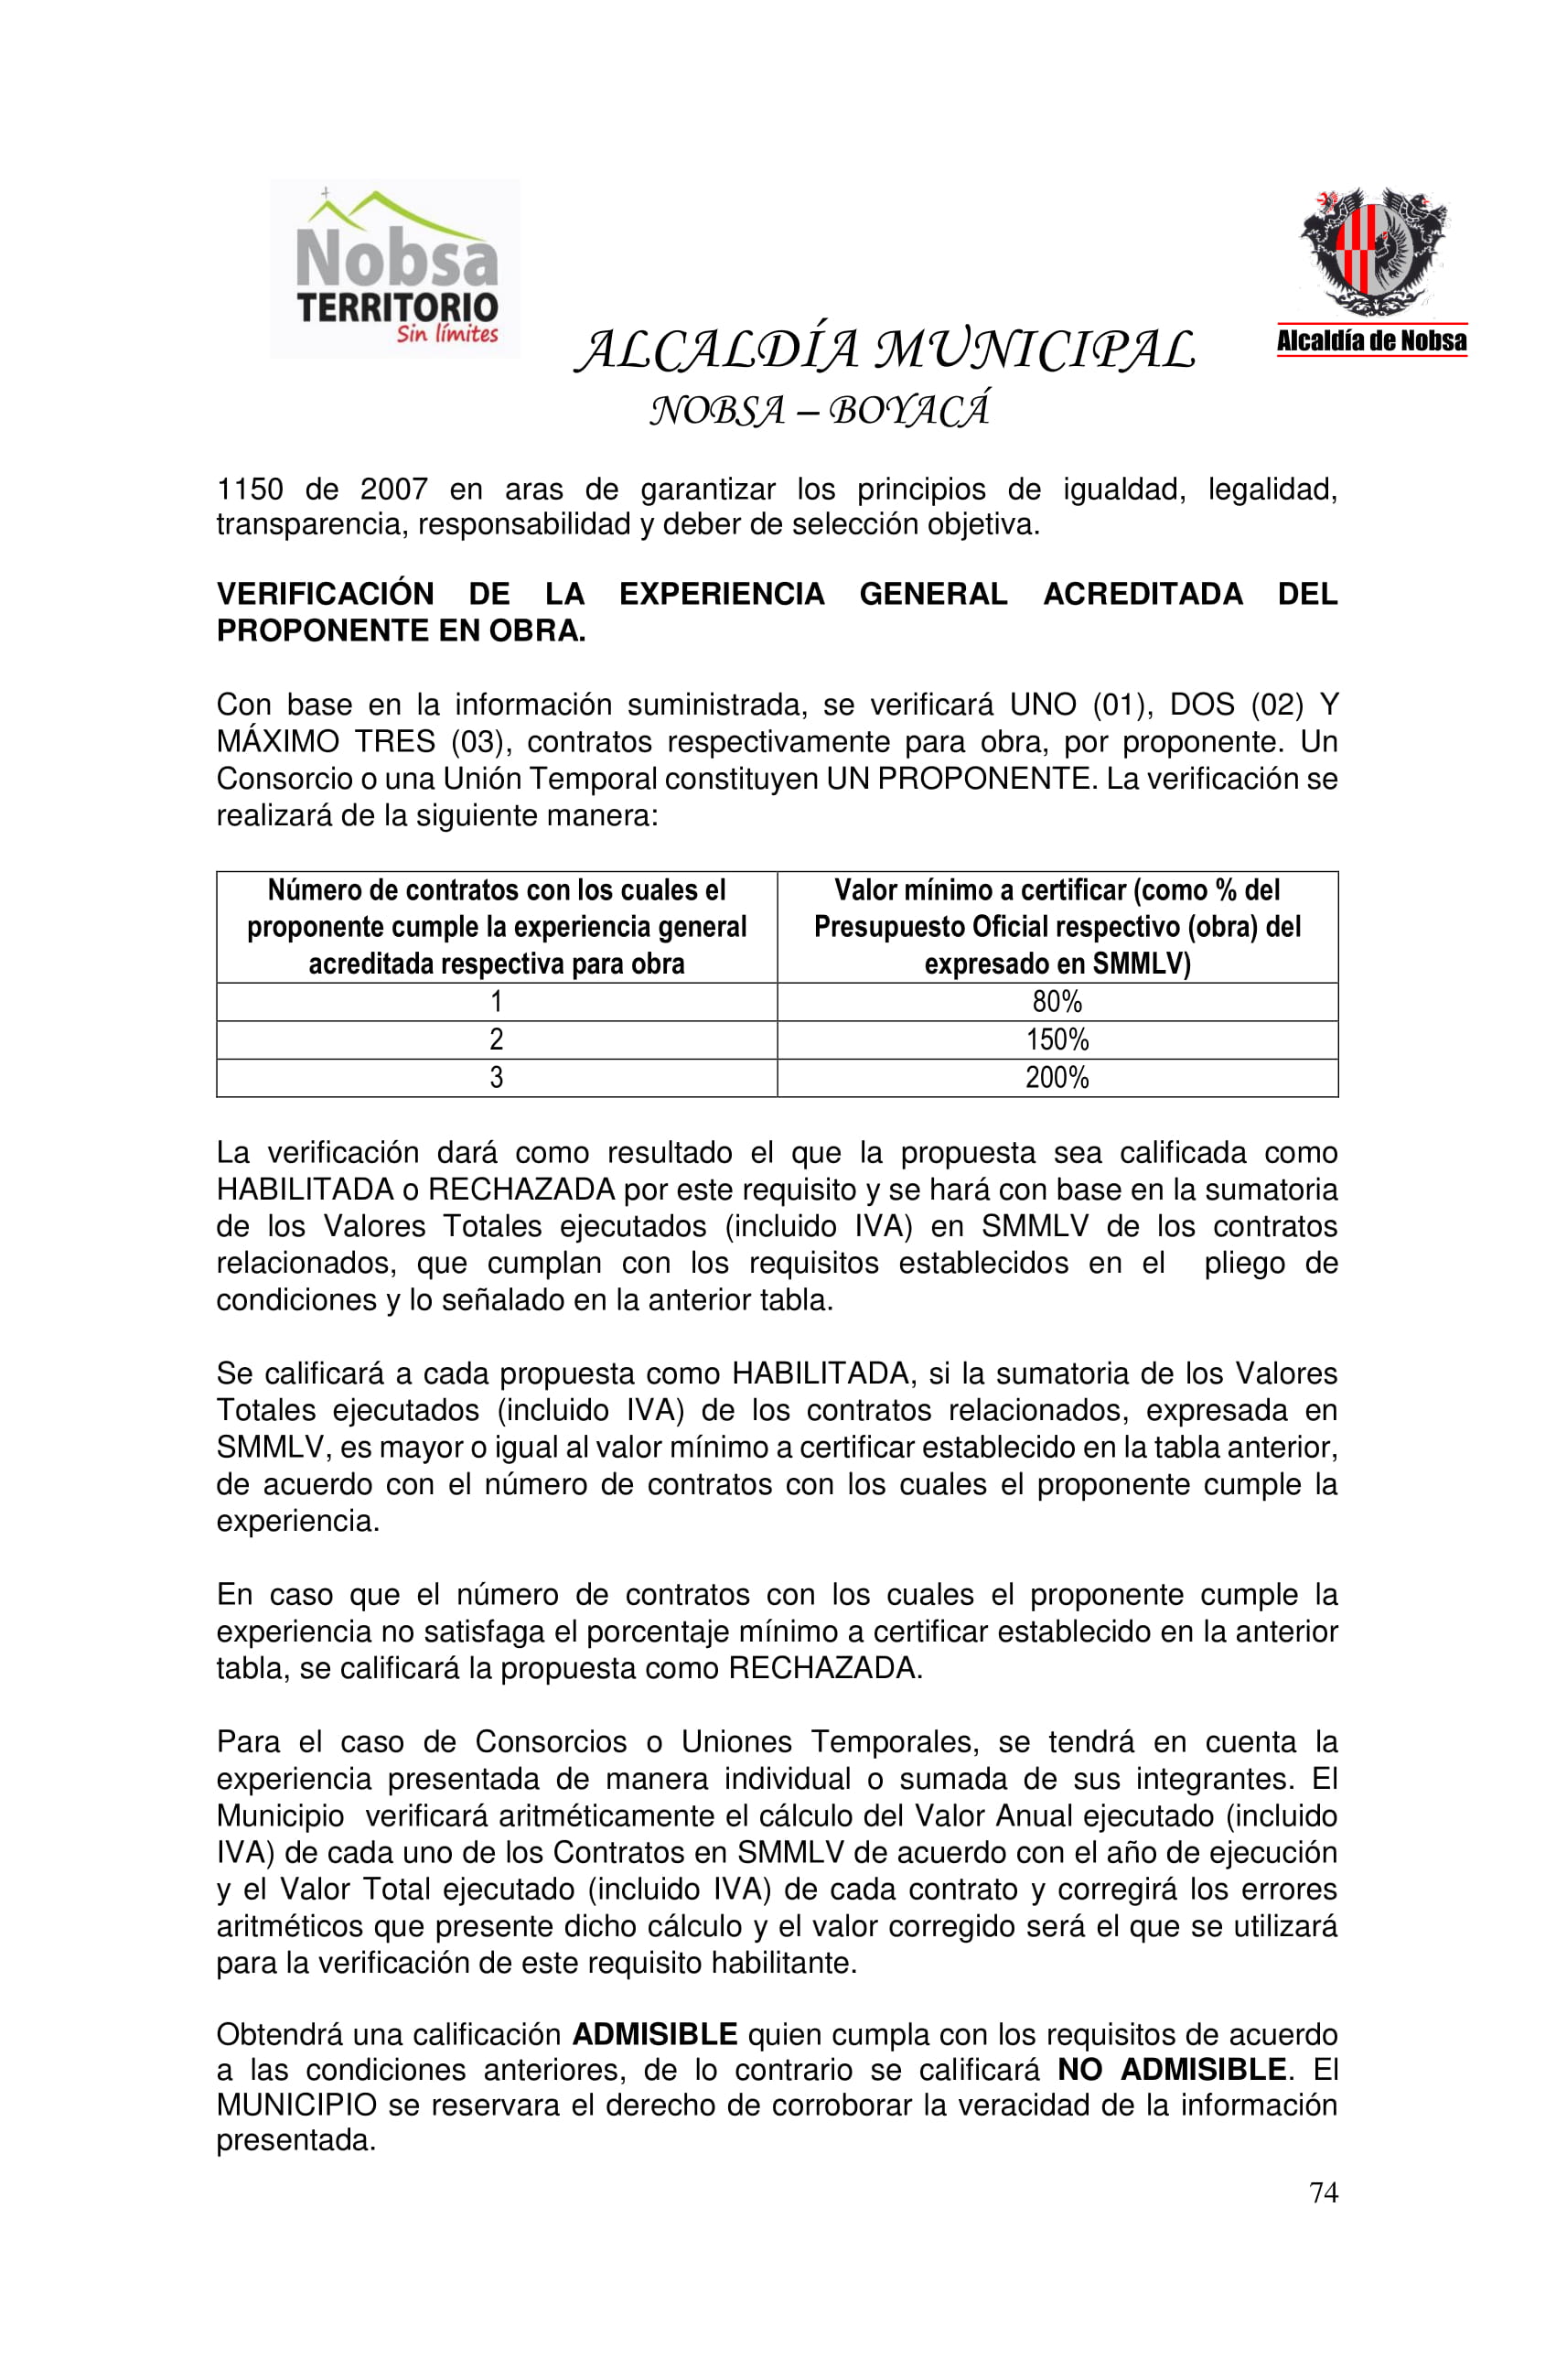 Nobsa
TERRITORIO
Sin límites
Alcaldía de Nobsa
ALCALDÍA MUNICIPAL
NOBSA – BOYACÁ
1150 de 2007 en aras de garantizar los principios de igualdad, legalidad,
transparencia, responsabilidad y deber de selección objetiva.
VERIFICACIÓN DE LA EXPERIENCIA GENERAL ACREDITADA DEL
PROPONENTE EN OBRA.
Con base en la información suministrada, se verificará UNO (01), DOS (02) Y
MÁXIMO TRES (03), contratos respectivamente para obra, por proponente. Un
Consorcio o una Unión Temporal constituyen UN PROPONENTE. La verificación se
realizará de la siguiente manera:
Número de contratos con los cuales el
proponente cumple la experiencia general
acreditada respectiva para obra
Valor mínimo a certificar (como % del
Presupuesto Oficial respectivo (obra) del
expresado en SMMLV)
1 80%
2 150%
3 200%
La verificación dará como resultado el que la propuesta sea calificada como
HABILITADA o RECHAZADA por este requisito y se hará con base en la sumatoria
de los Valores Totales ejecutados (incluido IVA) en SMMLV de los contratos
relacionados, que cumplan con los requisitos establecidos en el pliego de
condiciones y lo señalado en la anterior tabla.
Se calificará a cada propuesta como HABILITADA, si la sumatoria de los Valores
Totales ejecutados (incluido IVA) de los contratos relacionados, expresada en
SMMLV, es mayor o igual al valor mínimo a certificar establecido en la tabla anterior,
de acuerdo con el número de contratos con los cuales el proponente cumple la
experiencia.
En caso que el número de contratos con los cuales el proponente cumple la
experiencia no satisfaga el porcentaje mínimo a certificar establecido en la anterior
tabla, se calificará la propuesta como RECHAZADA.
Para el caso de Consorcios o Uniones Temporales, se tendrá en cuenta la
experiencia presentada de manera individual o sumada de sus integrantes. El
Municipio verificará aritméticamente el cálculo del Valor Anual ejecutado (incluido
IVA) de cada uno de los Contratos en SMMLV de acuerdo con el año de ejecución
y el Valor Total ejecutado (incluido IVA) de cada contrato y corregirá los errores
aritméticos que presente dicho cálculo y el valor corregido será el que se utilizará
para la verificación de este requisito habilitante.
Obtendrá una calificación ADMISIBLE quien cumpla con los requisitos de acuerdo
a las condiciones anteriores, de lo contrario se calificará NO ADMISIBLE. El
MUNICIPIO se reservara el derecho de corroborar la veracidad de la información
presentada.
74